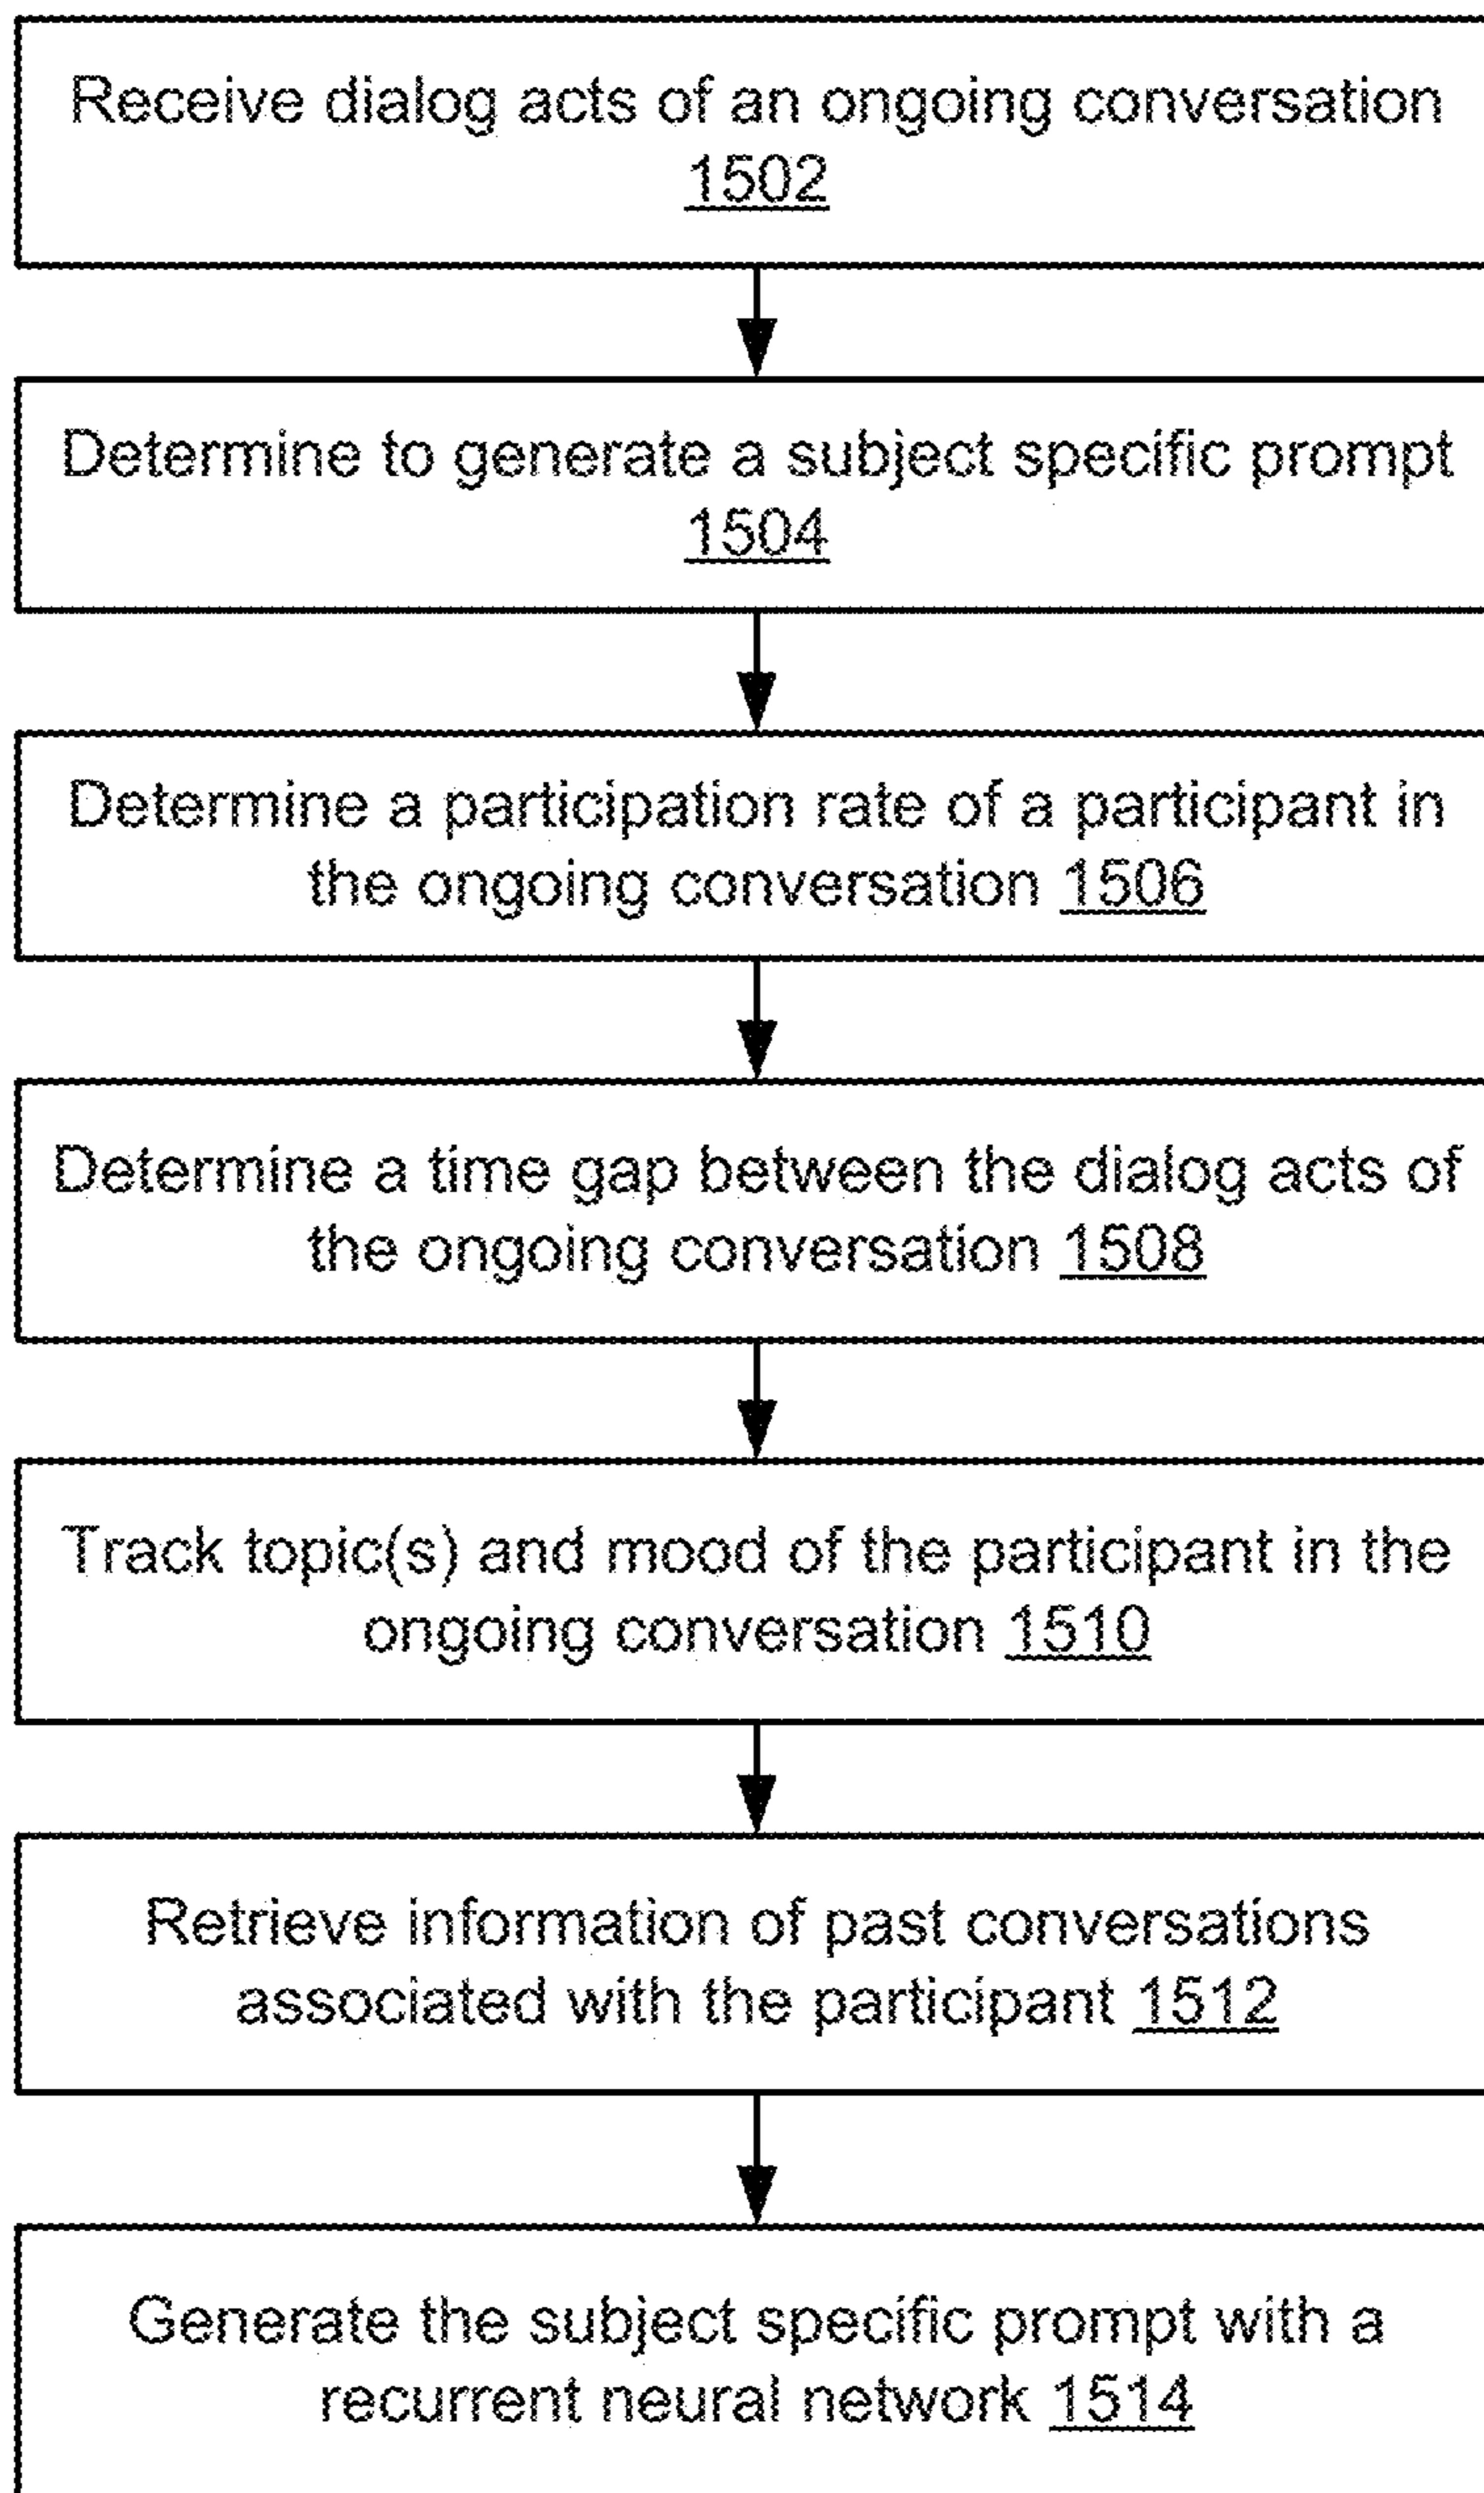 Receive dialog acts of an ongoing conversation
1502
Determine to generate a subject specific prompt
1504
Determine a participation rate of a participant in
the ongoing conversation 1506
Determine a time gap between the dialog acts of
the ongoing conversation 1508
Track topic(s) and mood of the participant in the
ongoing conversation 1510
Retrieve information of past conversations
associated with the participant 1512
Generate the subject specific prompt with a
recurrent neural network 1514